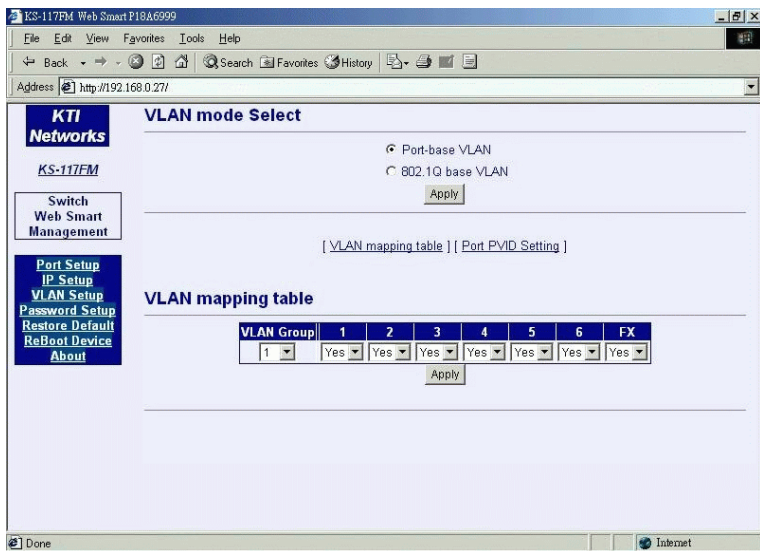 KS-117FM Web Smart P18A6999
File Edit View Favorites Tools Help
Back Search Favorites History
Address http://192.168.0.27/
KTI
Networks
KS-117FM
Switch
Web Smart
Management
Port Setup
IP Setup
VLAN Setup
Password Setup
Restore Default
ReBoot Device
About
VLAN mode Select
Port-base VLAN
802.1Q base VLAN
Apply
[ VLAN mapping table ] [ Port PVID Setting ]
VLAN mapping table
VLAN Group 1 2 3 4 5 6 FX
1 Yes Yes Yes Yes Yes Yes Yes
Apply
Done Internet